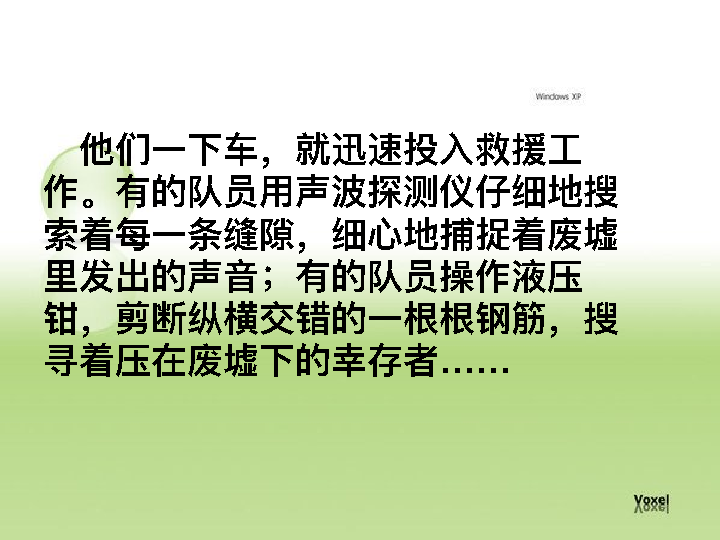 Windows XP
他们一下车，就迅速投入救援工
作。有的队员用声波探测仪仔细地搜
索着每一条缝隙，细心地捕捉着废墟
里发出的声音；有的队员操作液压
钳，剪断纵横交错的一根根钢筋，搜
寻着压在废墟下的幸存者……
Voxel